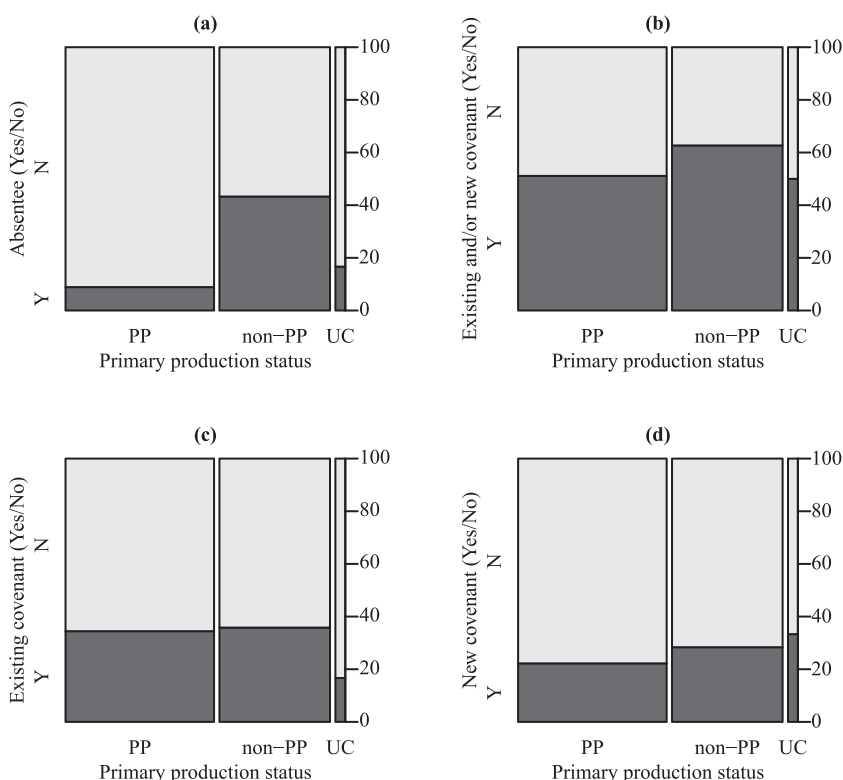 (a)
Absentee (Yes/No)
N
Y
100
80
60
40
20
0
PP
non−PP
UC
Primary production status
(b)
Existing and/or new covenant (Yes/No)
N
Y
100
80
60
40
20
0
PP
non−PP
UC
Primary production status
(c)
Existing covenant (Yes/No)
N
Y
100
80
60
40
20
0
PP
non−PP
UC
Primary production status
(d)
New covenant (Yes/No)
N
Y
100
80
60
40
20
0
PP
non−PP
UC
Primary production status